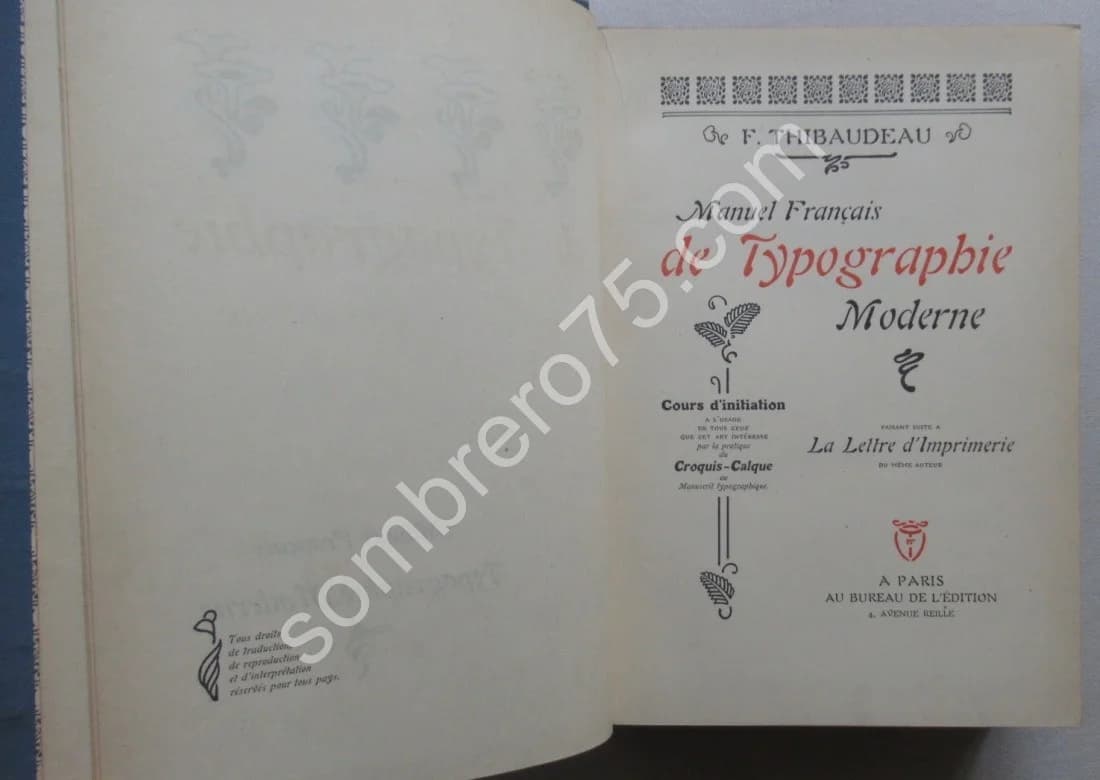 Tous droits
de traduction,
de reproduction
et d'interprétation
réservés pour tous pays.
F. THIBAUDEAU
Manuel Français
de Typographie
Moderne
Cours d'initiation
A L'USAGE
DE TOUS CEUX
QUE CET ART INTÉRESSE
par la pratique
du
Croquis-Calque
ou
Manuscrit typographique.
FAISANT SUITE A
La Lettre d'Imprimerie
DU MÊME AUTEUR
A PARIS
AU BUREAU DE L'ÉDITION
4, AVENUE REILLE
sombrero75.com